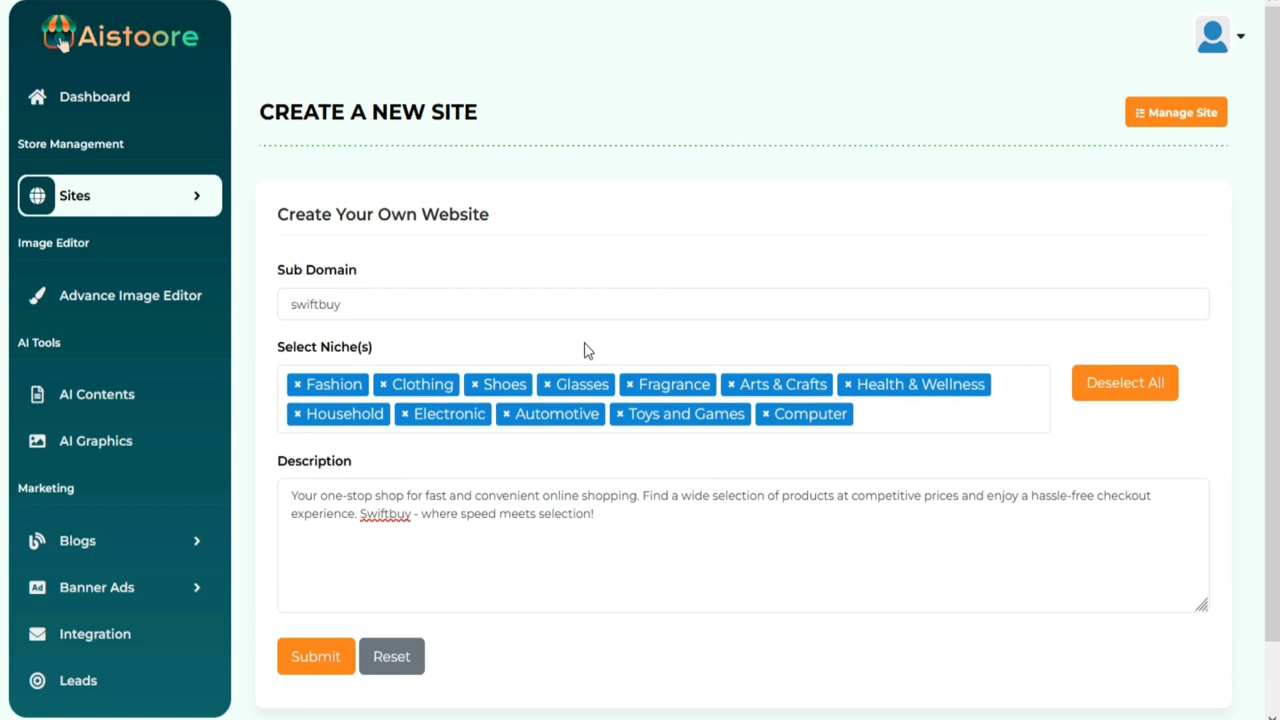 Aistoore
Dashboard
Store Management
Sites
Image Editor
Advance Image Editor
AI Tools
AI Contents
AI Graphics
Marketing
Blogs
Ad Banner Ads
Integration
Leads
CREATE A NEW SITE
Manage Site
Create Your Own Website
Sub Domain
swiftbuy
Select Niche(s)
× Fashion × Clothing × Shoes × Glasses × Fragrance × Arts & Crafts × Health & Wellness
× Household × Electronic × Automotive × Toys and Games × Computer
Deselect All
Description
Your one-stop shop for fast and convenient online shopping. Find a wide selection of products at competitive prices and enjoy a hassle-free checkout
experience. Swiftbuy - where speed meets selection!
Submit Reset